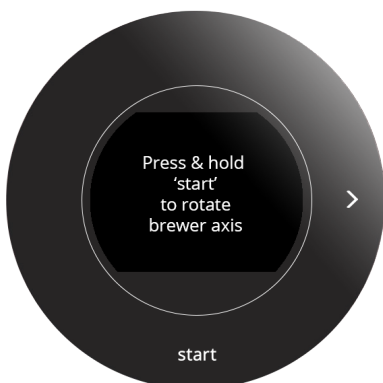 Press & hold
‘start’
to rotate
brewer axis
start